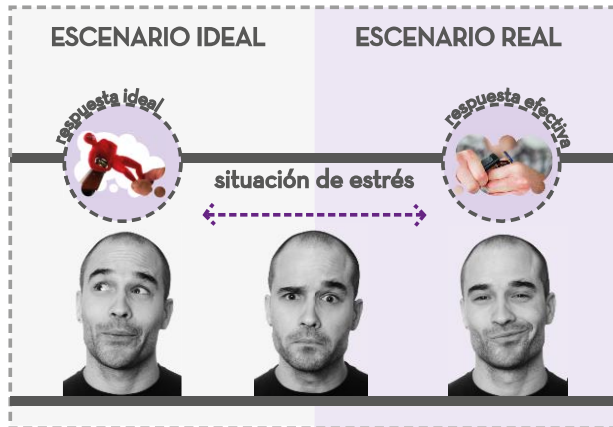 ESCENARIO IDEAL
ESCENARIO REAL
respuesta ideal
respuesta efectiva
situación de estrés